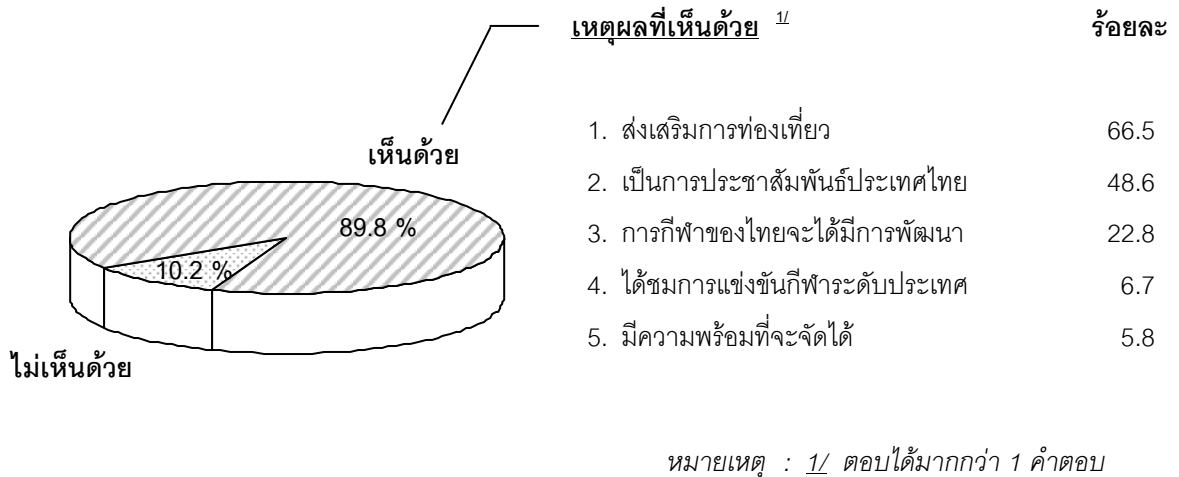 เหตุผลที่เห็นด้วย 1/ ร้อยละ
เห็นด้วย
89.8 %
10.2 %
ไม่เห็นด้วย
1. ส่งเสริมการท่องเที่ยว 66.5
2. เป็นการประชาสัมพันธ์ประเทศไทย 48.6
3. การกีฬาของไทยจะได้มีการพัฒนา 22.8
4. ได้ชมการแข่งขันกีฬาระดับประเทศ 6.7
5. มีความพร้อมที่จะจัดได้ 5.8
หมายเหตุ : 1/ ตอบได้มากกว่า 1 คำตอบ